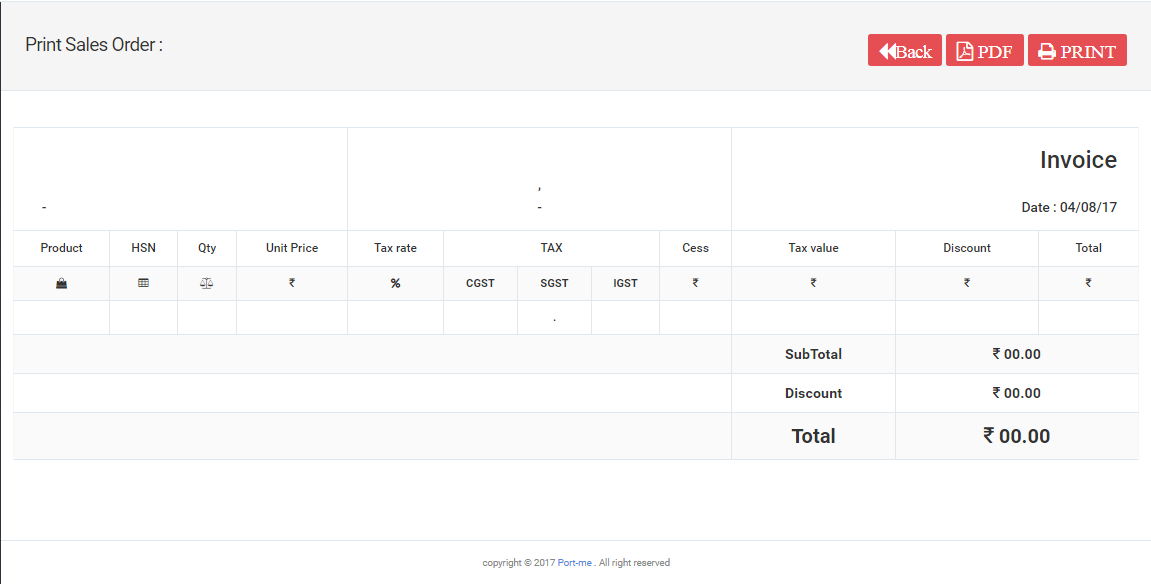 Print Sales Order :
Back PDF PRINT
Invoice
,
- - Date : 04/08/17
Product HSN Qty Unit Price Tax rate TAX Cess Tax value Discount Total
₹ % CGST SGST IGST ₹ ₹ ₹ ₹
.
SubTotal ₹ 00.00
Discount ₹ 00.00
Total ₹ 00.00
copyright © 2017 Port-me . All right reserved